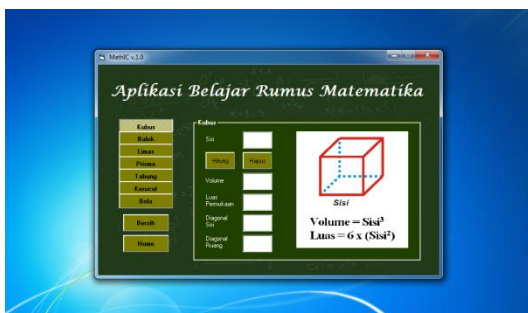 MathIC v.1.0
Aplikasi Belajar Rumus Matematika
Kubus
Balok
Limas
Prisma
Tabung
Kerucut
Bola
Bersih
Home
Kubus
Sisi
Hitung
Hapus
Volume
Luas
Permukaan
Diagonal
Sisi
Diagonal
Ruang
Sisi
Volume = Sisi³
Luas = 6 x (Sisi²)